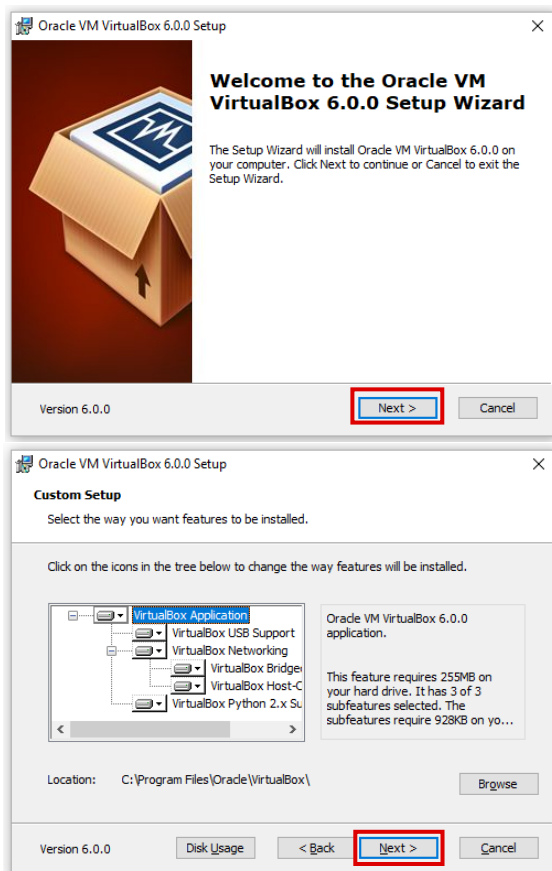 Oracle VM VirtualBox 6.0.0 Setup
Welcome to the Oracle VM
VirtualBox 6.0.0 Setup Wizard
The Setup Wizard will install Oracle VM VirtualBox 6.0.0 on
your computer. Click Next to continue or Cancel to exit the
Setup Wizard.
Version 6.0.0
Next >
Cancel
Oracle VM VirtualBox 6.0.0 Setup
Custom Setup
Select the way you want features to be installed.
Click on the icons in the tree below to change the way features will be installed.
VirtualBox Application
VirtualBox USB Support
VirtualBox Networking
VirtualBox Bridge
VirtualBox Host-C
VirtualBox Python 2.x Su
Oracle VM VirtualBox 6.0.0
application.
This feature requires 255MB on
your hard drive. It has 3 of 3
subfeatures selected. The
subfeatures require 928KB on yo...
Location: C:\Program Files\Oracle\VirtualBox\
Browse
Version 6.0.0
Disk Usage
< Back
Next >
Cancel